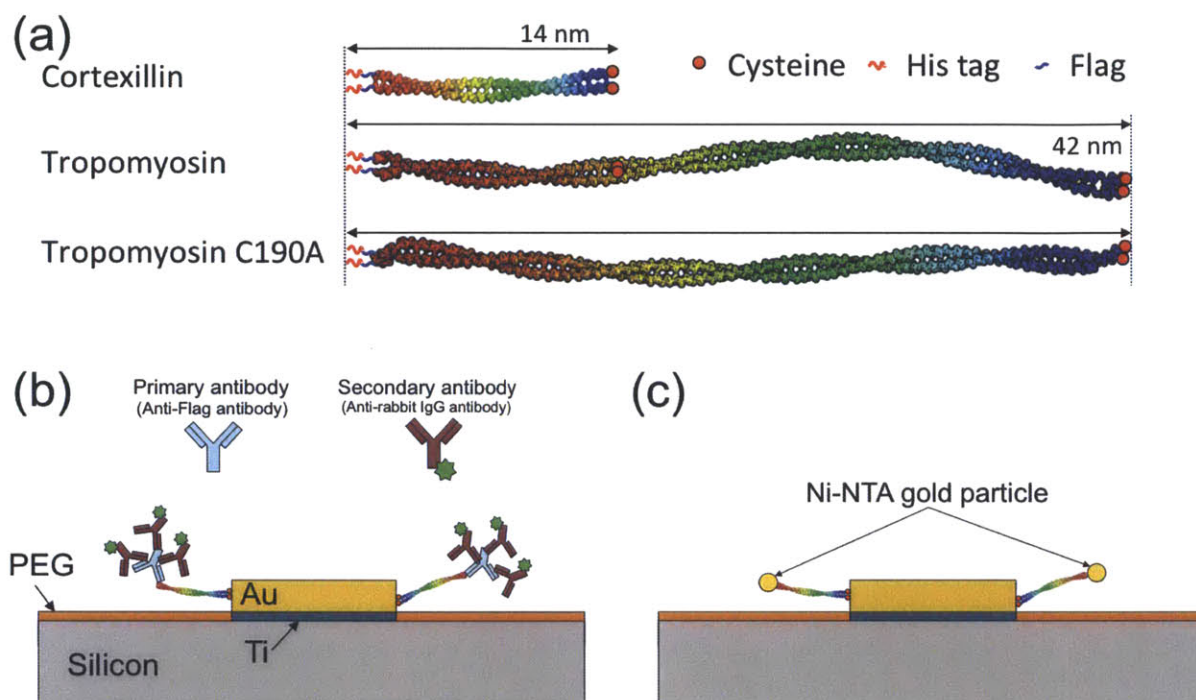 (a)
14 nm
Cortexillin
Cysteine
His tag
Flag
Tropomyosin
42 nm
Tropomyosin C190A
(b)
Primary antibody
(Anti-Flag antibody)
Secondary antibody
(Anti-rabbit IgG antibody)
PEG
Au
Ti
Silicon
(c)
Ni-NTA gold particle